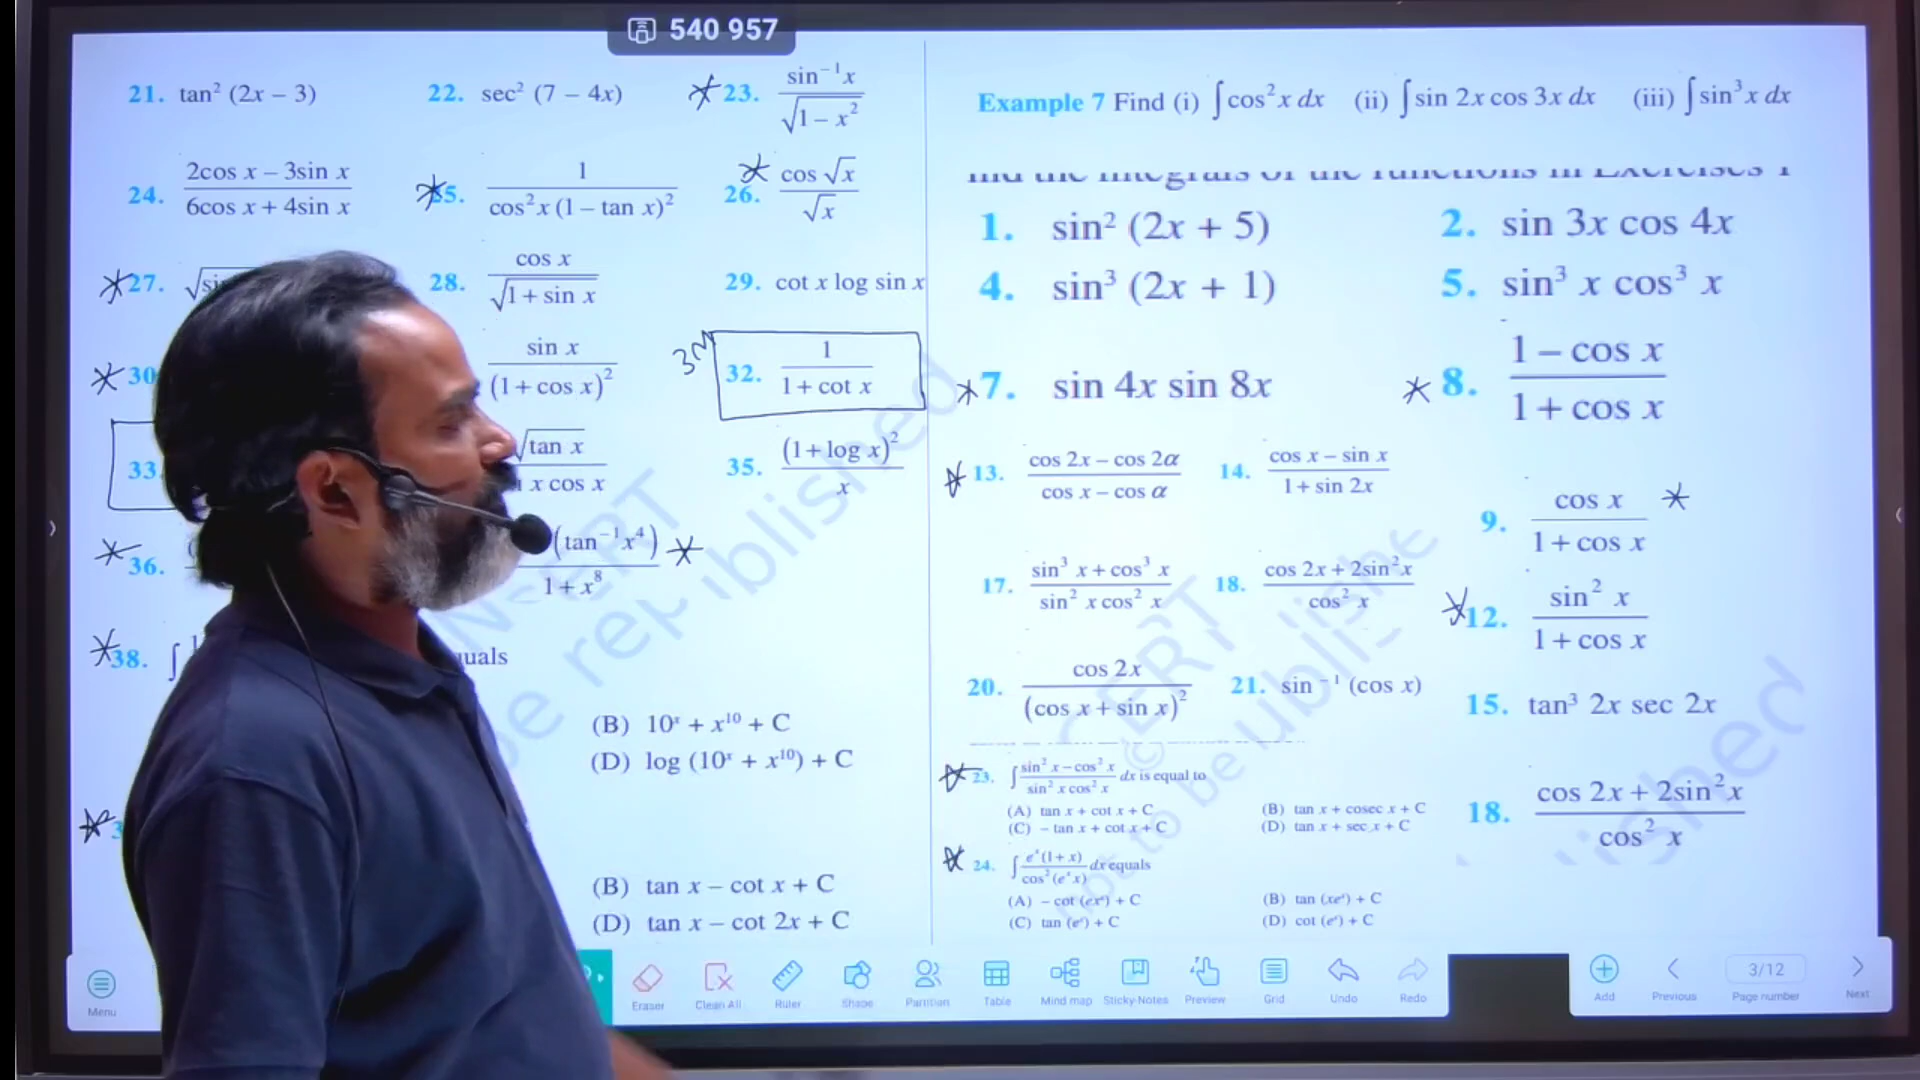 540 957
21. tan² (2x – 3)
22. sec² (7 – 4x)
23. sin⁻¹x / √(1 – x²)
24. (2cos x – 3sin x) / (6cos x + 4sin x)
1 / (cos² x (1 – tan x)²)
26. cos √x / √x
27.
28. cos x / √(1 + sin x)
29. cot x log sin x
30
sin x / (1 + cos x)²
3M
32. 1 / (1 + cot x)
33.
√tan x
x cos x
35. (1 + log x)² / x
36.
(tan⁻¹x⁴)
1 + x⁸
38. ∫
uals
(B) 10ˣ + x¹⁰ + C
(D) log (10ˣ + x¹⁰) + C
(B) tan x – cot x + C
(D) tan x – cot 2x + C
Example 7 Find (i) ∫cos²x dx (ii) ∫sin 2x cos 3x dx (iii) ∫sin³x dx
1. sin² (2x + 5)
2. sin 3x cos 4x
4. sin³ (2x + 1)
5. sin³ x cos³ x
7. sin 4x sin 8x
8. (1 – cos x) / (1 + cos x)
13. (cos 2x – cos 2α) / (cos x – cos α)
14. (cos x – sin x) / (1 + sin 2x)
9. cos x / (1 + cos x)
17. (sin³ x + cos³ x) / (sin² x cos² x)
18. (cos 2x + 2sin²x) / cos² x
12. sin² x / (1 + cos x)
20. cos 2x / (cos x + sin x)²
21. sin⁻¹ (cos x)
15. tan³ 2x sec 2x
23. ∫ (sin² x – cos² x) / (sin² x cos² x) dx is equal to
(A) tan x + cot x + C
(B) tan x + cosec x + C
(C) – tan x + cot x + C
(D) tan x + sec x + C
18. (cos 2x + 2sin²x) / cos² x
24. ∫ eˣ(1 + x) / cos²(eˣx) dx equals
(A) – cot (exˣ) + C
(B) tan (xeˣ) + C
(C) tan (eˣ) + C
(D) cot (eˣ) + C
Menu
Eraser
Clean All
Ruler
Shape
Partition
Table
Mind map
Sticky Notes
Preview
Grid
Undo
Redo
Add
Previous
3/12
Page number
Next